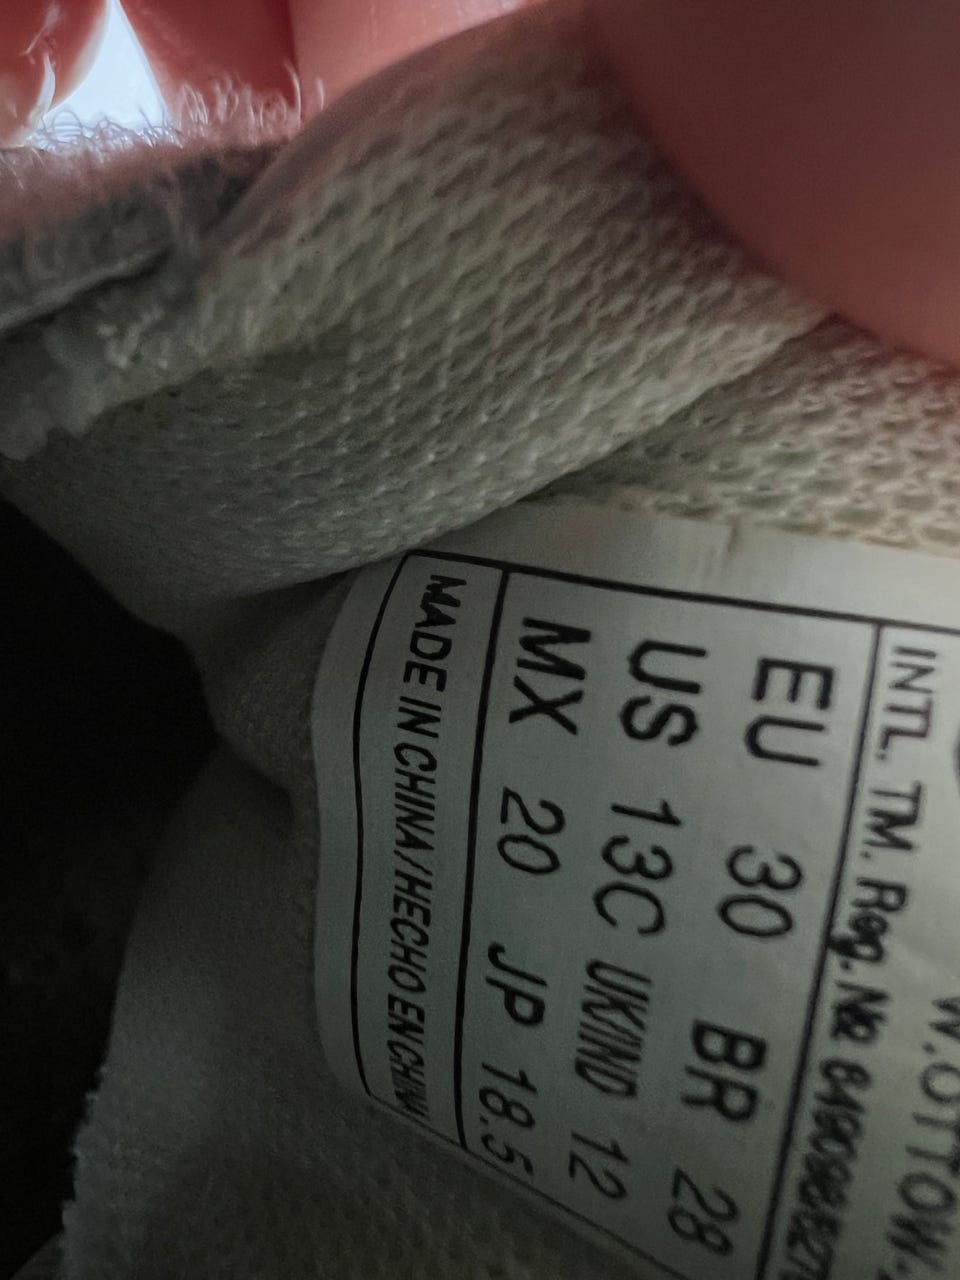 W.OTTOW
INTL. TM. Reg. No
EU 30 BR 28
US 13C UK/IND 12
MX 20 JP 18.5
MADE IN CHINA/HECHO EN CHINA